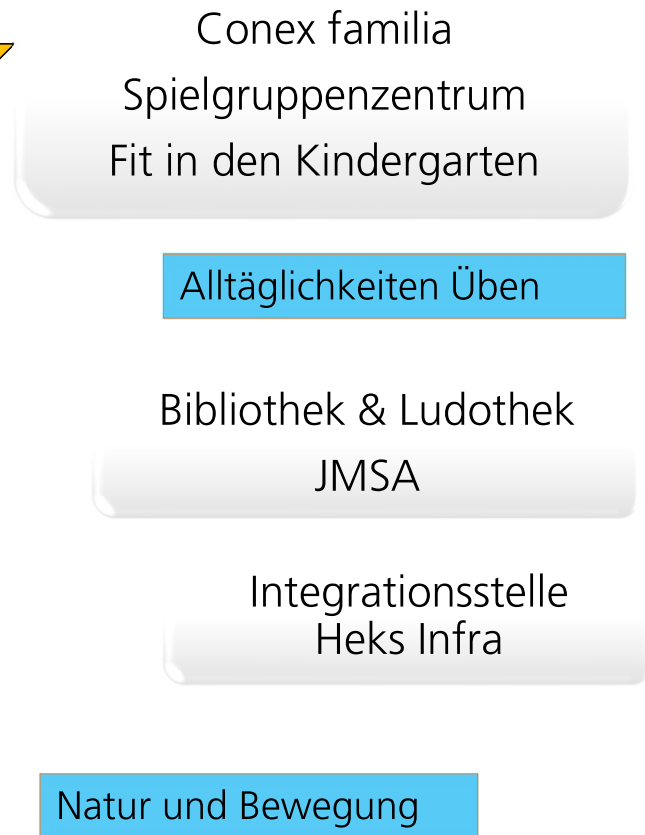 Conex familia
Spielgruppenzentrum
Fit in den Kindergarten
Alltäglichkeiten Üben
Bibliothek & Ludothek
JMSA
Integrationsstelle
Heks Infra
Natur und Bewegung